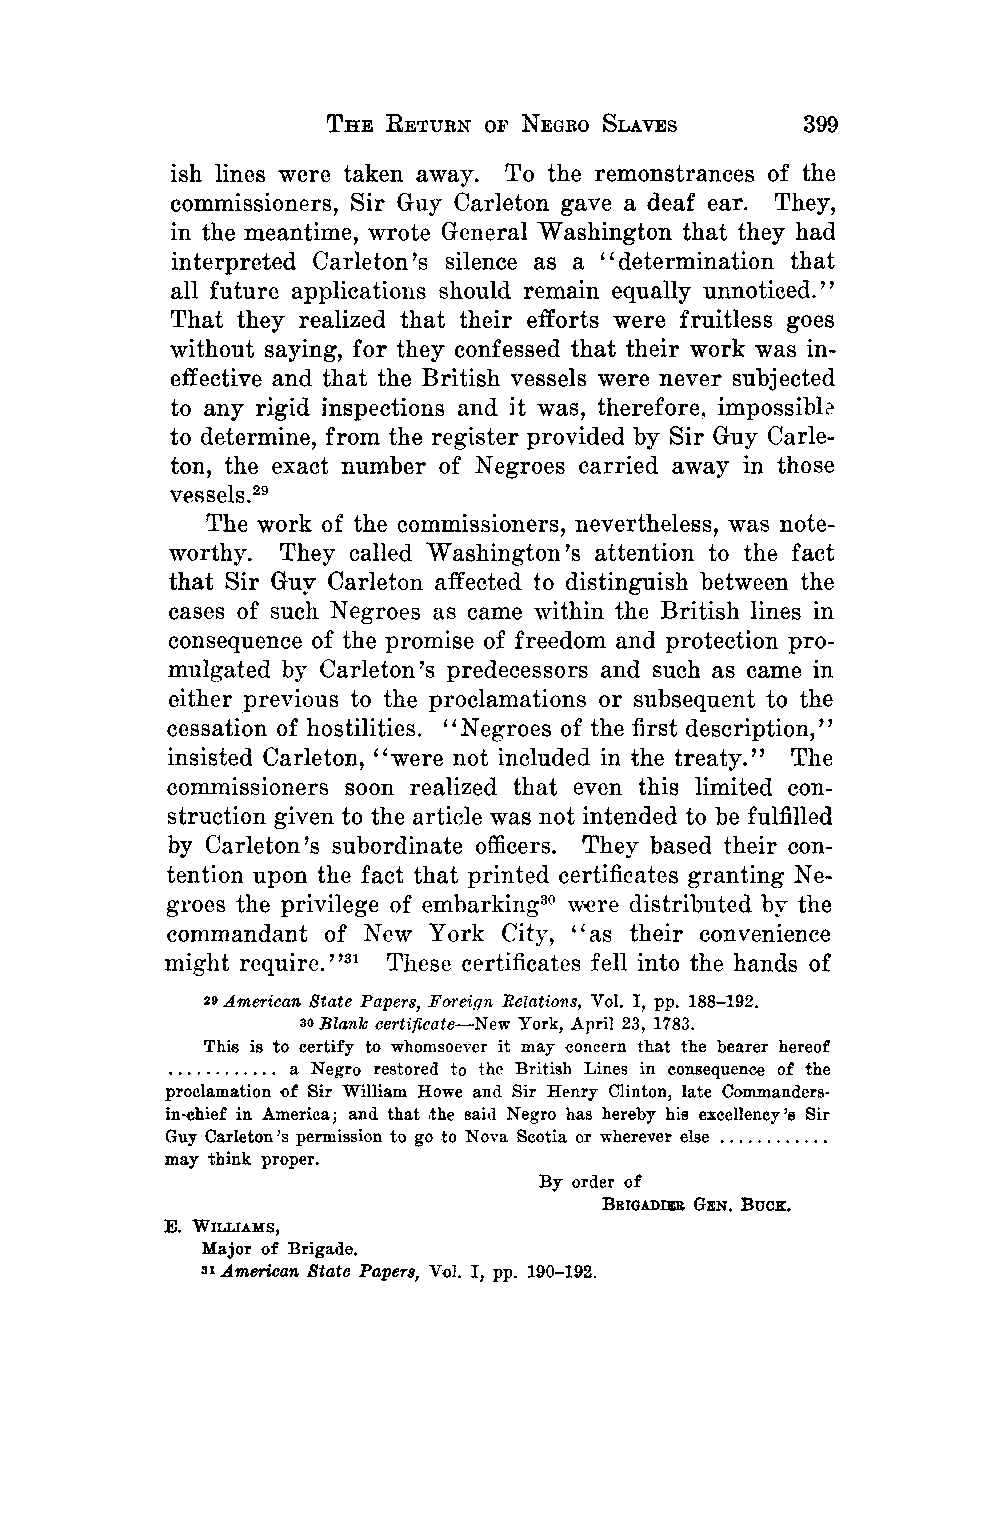 THE RETURN OF NEGRO SLAVES 399
ish lines were taken away. To the remonstrances of the
commissioners, Sir Guy Carleton gave a deaf ear. They,
in the meantime, wrote General Washington that they had
interpreted Carleton's silence as a ‘‘determination that
all future applications should remain equally unnoticed.’’
That they realized that their efforts were fruitless goes
without saying, for they confessed that their work was in-
effective and that the British vessels were never subjected
to any rigid inspections and it was, therefore, impossible
to determine, from the register provided by Sir Guy Carle-
ton, the exact number of Negroes carried away in those
vessels.²⁹
The work of the commissioners, nevertheless, was note-
worthy. They called Washington's attention to the fact
that Sir Guy Carleton affected to distinguish between the
cases of such Negroes as came within the British lines in
consequence of the promise of freedom and protection pro-
mulgated by Carleton's predecessors and such as came in
either previous to the proclamations or subsequent to the
cessation of hostilities. ‘‘Negroes of the first description,’’
insisted Carleton, ‘‘were not included in the treaty.’’ The
commissioners soon realized that even this limited con-
struction given to the article was not intended to be fulfilled
by Carleton's subordinate officers. They based their con-
tention upon the fact that printed certificates granting Ne-
groes the privilege of embarking³⁰ were distributed by the
commandant of New York City, ‘‘as their convenience
might require.’’³¹ These certificates fell into the hands of
²⁹ American State Papers, Foreign Relations, Vol. I, pp. 188–192.
³⁰ Blank certificate—New York, April 23, 1783.
This is to certify to whomsoever it may concern that the bearer hereof
............ a Negro restored to the British Lines in consequence of the
proclamation of Sir William Howe and Sir Henry Clinton, late Commanders-
in-chief in America; and that the said Negro has hereby his excellency's Sir
Guy Carleton's permission to go to Nova Scotia or wherever else ............
may think proper.
By order of
BRIGADIER GEN. BUCK.
E. WILLIAMS,
Major of Brigade.
³¹ American State Papers, Vol. I, pp. 190–192.